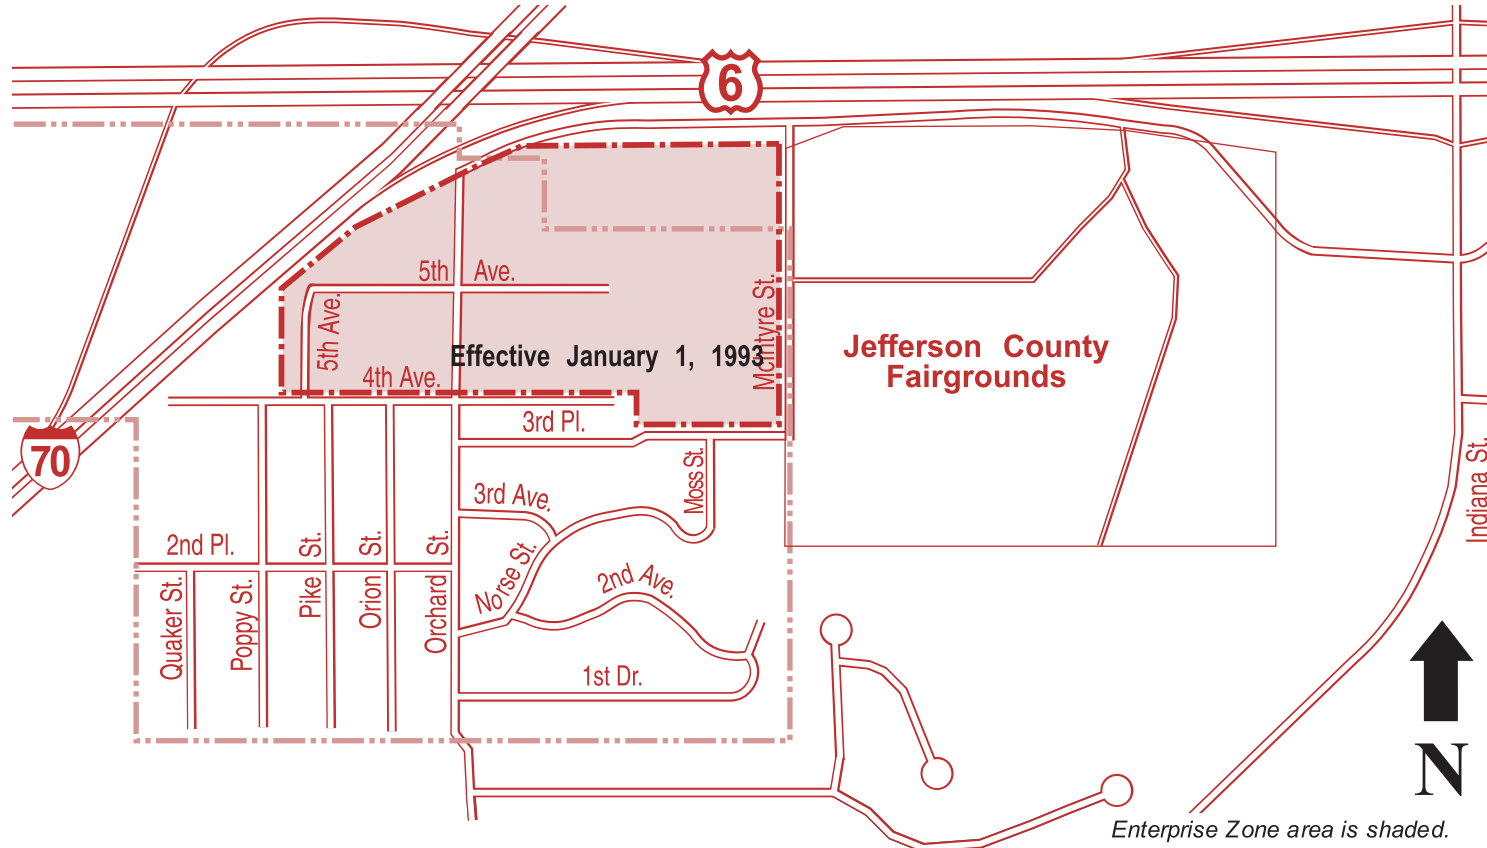 6
5th Ave.
5th Ave.
McIntyre St.
Effective January 1, 1993
4th Ave.
Jefferson County
Fairgrounds
3rd Pl.
70
Moss St.
Indiana St.
3rd Ave.
2nd Pl.
Norse St.
2nd Ave.
Quaker St.
Poppy St.
Pike St.
Orion St.
Orchard St.
1st Dr.
N
Enterprise Zone area is shaded.